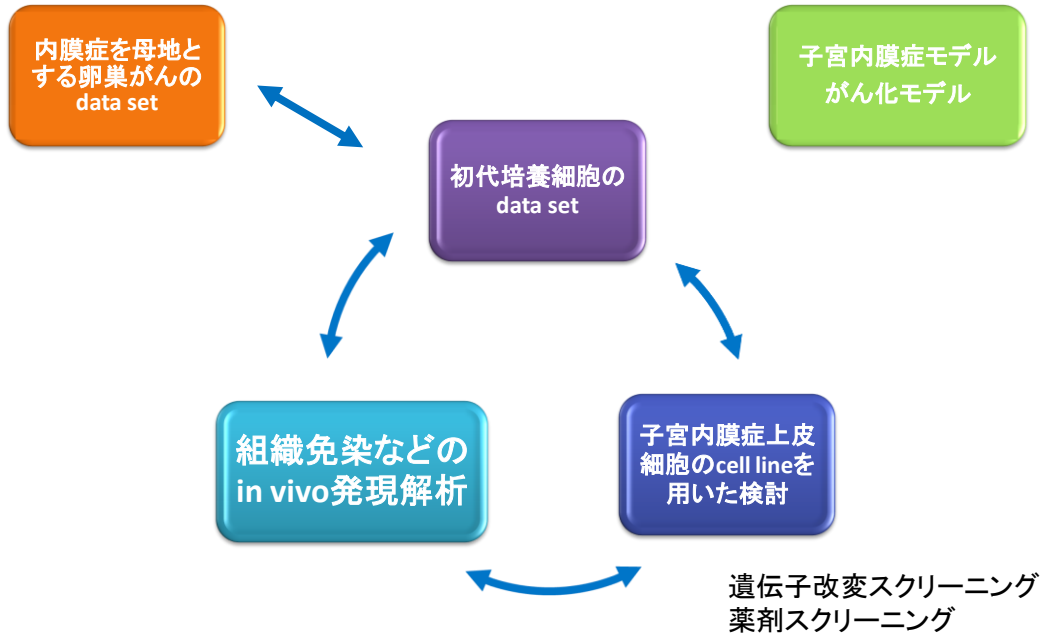 内膜症を母地と
する卵巣がんの
data set
子宮内膜症モデル
がん化モデル
初代培養細胞の
data set
組織免染などの
in vivo発現解析
子宮内膜症上皮
細胞のcell lineを
用いた検討
遺伝子改変スクリーニング
薬剤スクリーニング